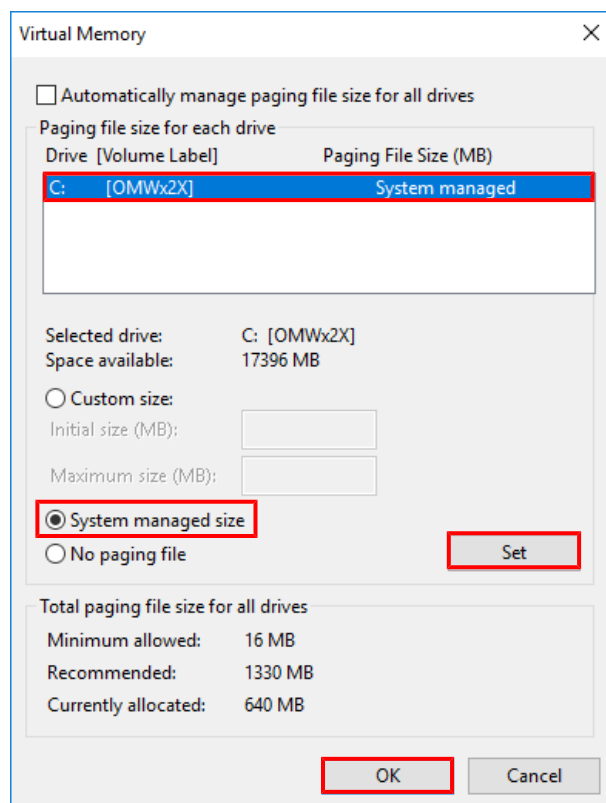 Virtual Memory
Automatically manage paging file size for all drives
Paging file size for each drive
Drive [Volume Label] Paging File Size (MB)
C: [OMWx2X] System managed
Selected drive: C: [OMWx2X]
Space available: 17396 MB
Custom size:
Initial size (MB):
Maximum size (MB):
System managed size
No paging file Set
Total paging file size for all drives
Minimum allowed: 16 MB
Recommended: 1330 MB
Currently allocated: 640 MB
OK Cancel